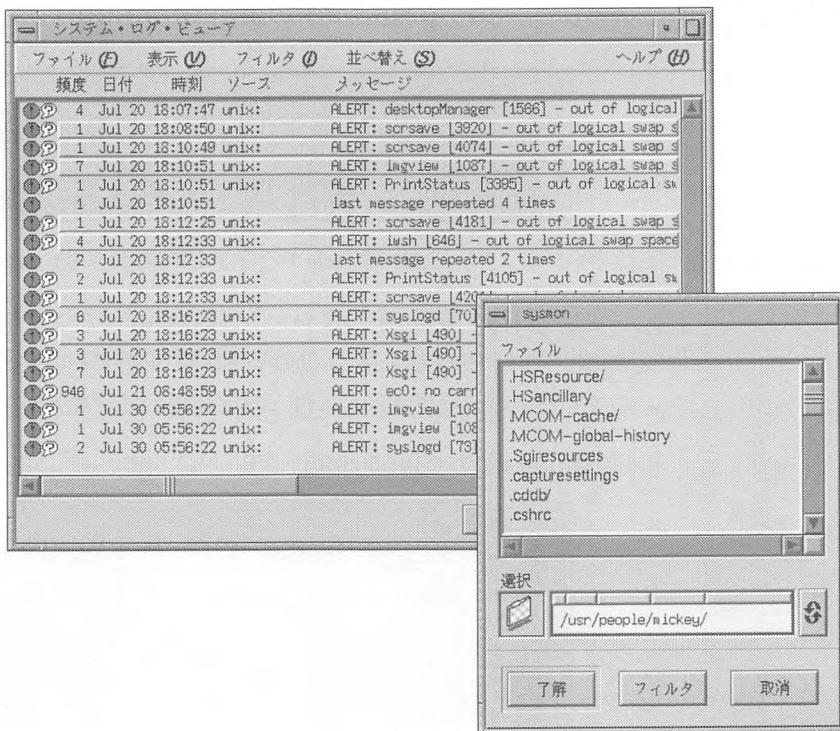 システム・ログ・ビューア
ファイル(F) 表示(V) フィルタ(I) 並べ替え(S) ヘルプ(H)
頻度 日付 時刻 ソース メッセージ
4 Jul 20 18:07:47 unix: ALERT: desktopManager [1566] - out of logical
1 Jul 20 18:08:50 unix: ALERT: scrsave [3920] - out of logical swap s
1 Jul 20 18:10:49 unix: ALERT: scrsave [4074] - out of logical swap s
7 Jul 20 18:10:51 unix: ALERT: imgview [1087] - out of logical swap s
1 Jul 20 18:10:51 unix: ALERT: PrintStatus [3395] - out of logical sw
1 Jul 20 18:10:51 last message repeated 4 times
1 Jul 20 18:12:25 unix: ALERT: scrsave [4181] - out of logical swap s
4 Jul 20 18:12:33 unix: ALERT: iwsh [646] - out of logical swap space
2 Jul 20 18:12:33 last message repeated 2 times
2 Jul 20 18:12:33 unix: ALERT: PrintStatus [4105] - out of logical sw
1 Jul 20 18:12:33 unix: ALERT: scrsave [420
6 Jul 20 18:16:23 unix: ALERT: syslogd [70]
3 Jul 20 18:16:23 unix: ALERT: Xsgi [490] -
3 Jul 20 18:16:23 unix: ALERT: Xsgi [490] -
7 Jul 20 18:16:23 unix: ALERT: Xsgi [490] -
946 Jul 21 08:48:59 unix: ALERT: ec0: no carr
1 Jul 30 05:56:22 unix: ALERT: imgview [108
1 Jul 30 05:56:22 unix: ALERT: imgview [108
2 Jul 30 05:56:22 unix: ALERT: syslogd [73]
sysmon
ファイル
.HSResource/
.HSancillary
.MCOM-cache/
.MCOM-global-history
.Sgiresources
.capturesettings
.cddb/
.cshrc
選択
/usr/people/mickey/
了解 フィルタ 取消